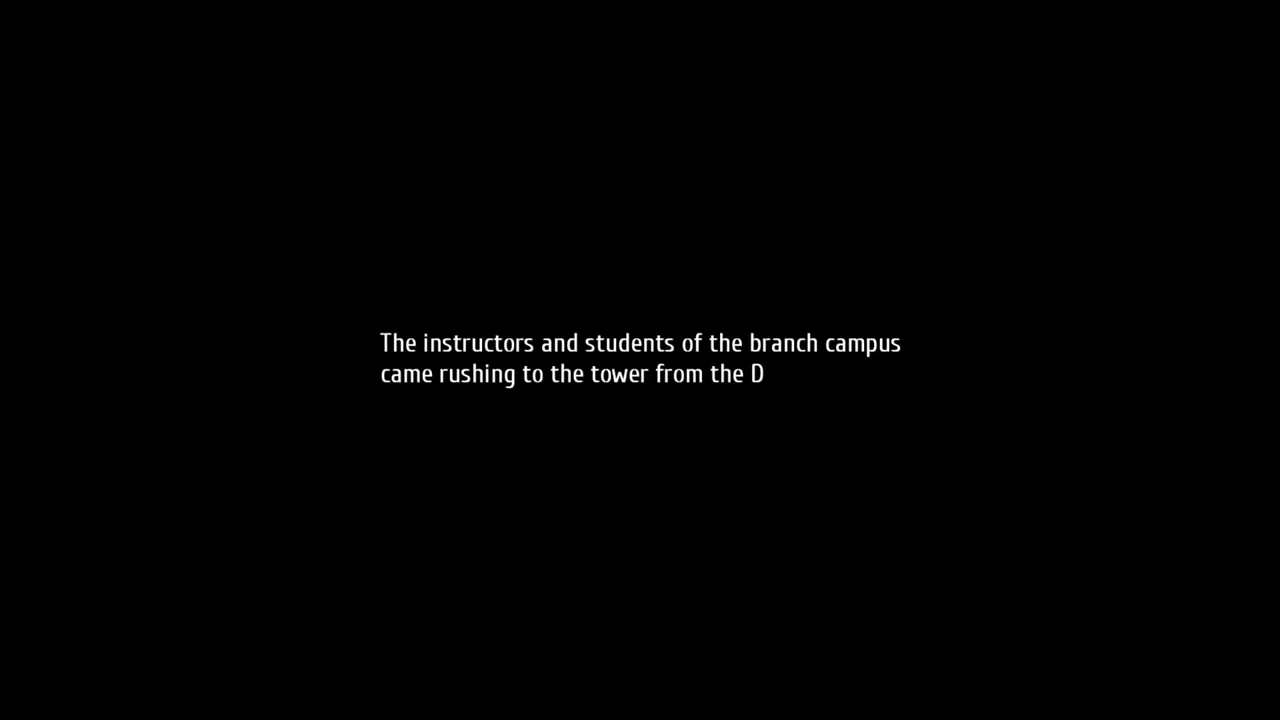 The instructors and students of the branch campus
came rushing to the tower from the D